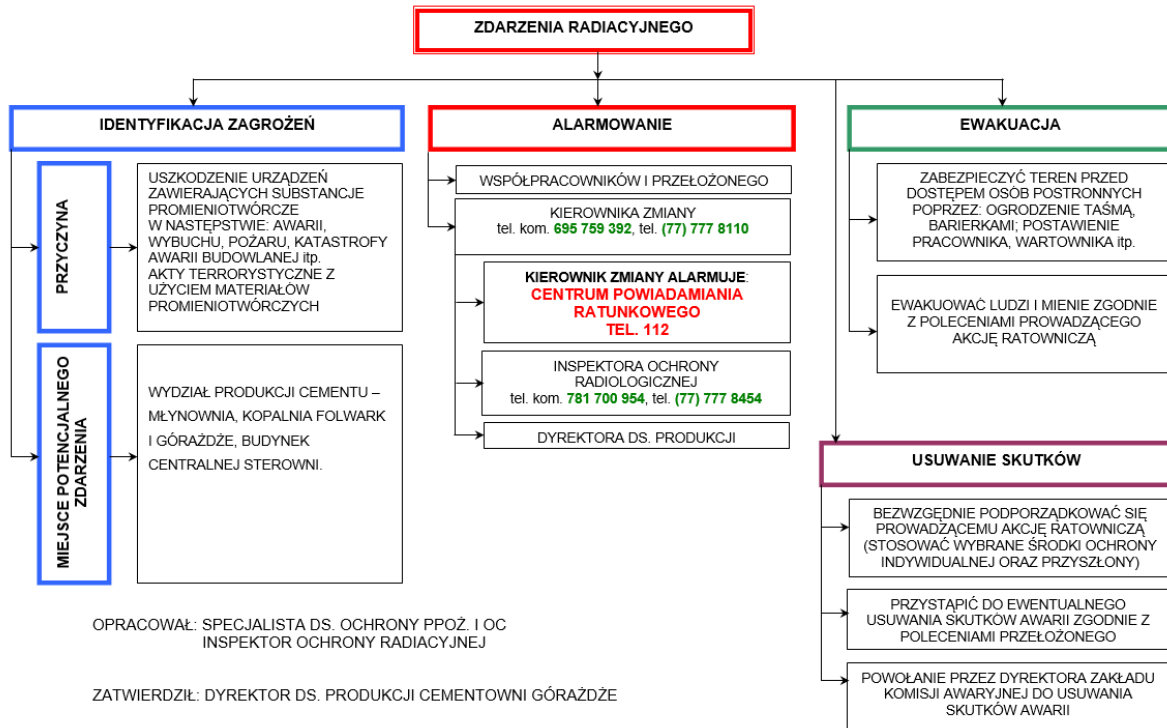 ZDARZENIA RADIACYJNEGO
IDENTYFIKACJA ZAGROŻEŃ
PRZYCZYNA
USZKODZENIE URZĄDZEŃ
ZAWIERAJĄCYCH SUBSTANCJE
PROMIENIOTWÓRCZE
W NASTĘPSTWIE: AWARII,
WYBUCHU, POŻARU, KATASTROFY
AWARII BUDOWLANEJ itp.
AKTY TERRORYSTYCZNE Z
UŻYCIEM MATERIAŁÓW
PROMIENIOTWÓRCZYCH
MIEJSCE POTENCJALNEGO
ZDARZENIA
WYDZIAŁ PRODUKCJI CEMENTU –
MŁYNOWNIA, KOPALNIA FOLWARK
I GÓRAŻDŻE, BUDYNEK
CENTRALNEJ STEROWNI.
ALARMOWANIE
WSPÓŁPRACOWNIKÓW I PRZEŁOŻONEGO
KIEROWNIKA ZMIANY
tel. kom. 695 759 392, tel. (77) 777 8110
KIEROWNIK ZMIANY ALARMUJE:
CENTRUM POWIADAMIANIA
RATUNKOWEGO
TEL. 112
INSPEKTORA OCHRONY
RADIOLOGICZNEJ
tel. kom. 781 700 954, tel. (77) 777 8454
DYREKTORA DS. PRODUKCJI
EWAKUACJA
ZABEZPIECZYĆ TEREN PRZED
DOSTĘPEM OSÓB POSTRONNYCH
POPRZEZ: OGRODZENIE TAŚMĄ,
BARIERKAMI; POSTAWIENIE
PRACOWNIKA, WARTOWNIKA itp.
EWAKUOWAĆ LUDZI I MIENIE ZGODNIE
Z POLECENIAMI PROWADZĄCEGO
AKCJĘ RATOWNICZĄ
USUWANIE SKUTKÓW
BEZWZGĘDNIE PODPORZĄDKOWAĆ SIĘ
PROWADZĄCEMU AKCJĘ RATOWNICZĄ
(STOSOWAĆ WYBRANE ŚRODKI OCHRONY
INDYWIDUALNEJ ORAZ PRZYSZŁONY)
PRZYSTĄPIĆ DO EWENTUALNEGO
USUWANIA SKUTKÓW AWARII ZGODNIE Z
POLECENIAMI PRZEŁOŻONEGO
POWOŁANIE PRZEZ DYREKTORA ZAKŁADU
KOMISJI AWARYJNEJ DO USUWANIA
SKUTKÓW AWARII
OPRACOWAŁ: SPECJALISTA DS. OCHRONY PPOŻ. I OC
INSPEKTOR OCHRONY RADIACYJNEJ
ZATWIERDZIŁ: DYREKTOR DS. PRODUKCJI CEMENTOWNI GÓRAŻDŻE